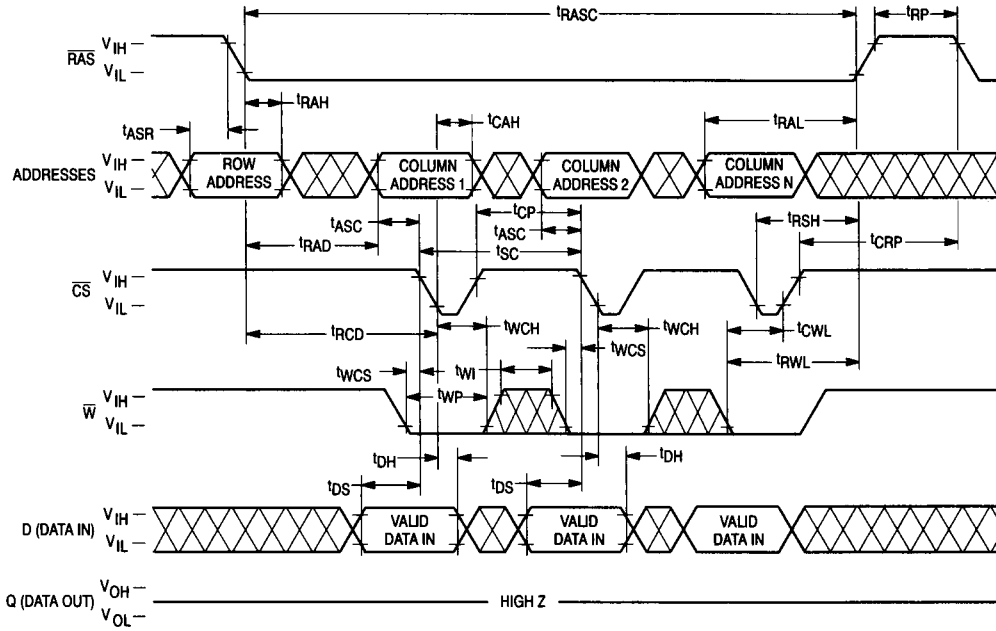 tRASC
tRP
RAS
VIH
VIL
tRAH
tASR
tCAH
tRAL
ADDRESSES
VIH
VIL
ROW
ADDRESS
COLUMN
ADDRESS 1
COLUMN
ADDRESS 2
COLUMN
ADDRESS N
tCP
tASC
tASC
tRSH
tCRP
tRAD
tSC
CS
VIH
VIL
tRCD
tWCH
tWCH
tCWL
tWCS
tWCS
tWI
tRWL
tWP
W
VIH
VIL
tDH
tDH
tDS
tDS
D (DATA IN)
VIH
VIL
VALID
DATA IN
VALID
DATA IN
VALID
DATA IN
Q (DATA OUT)
VOH
VOL
HIGH Z